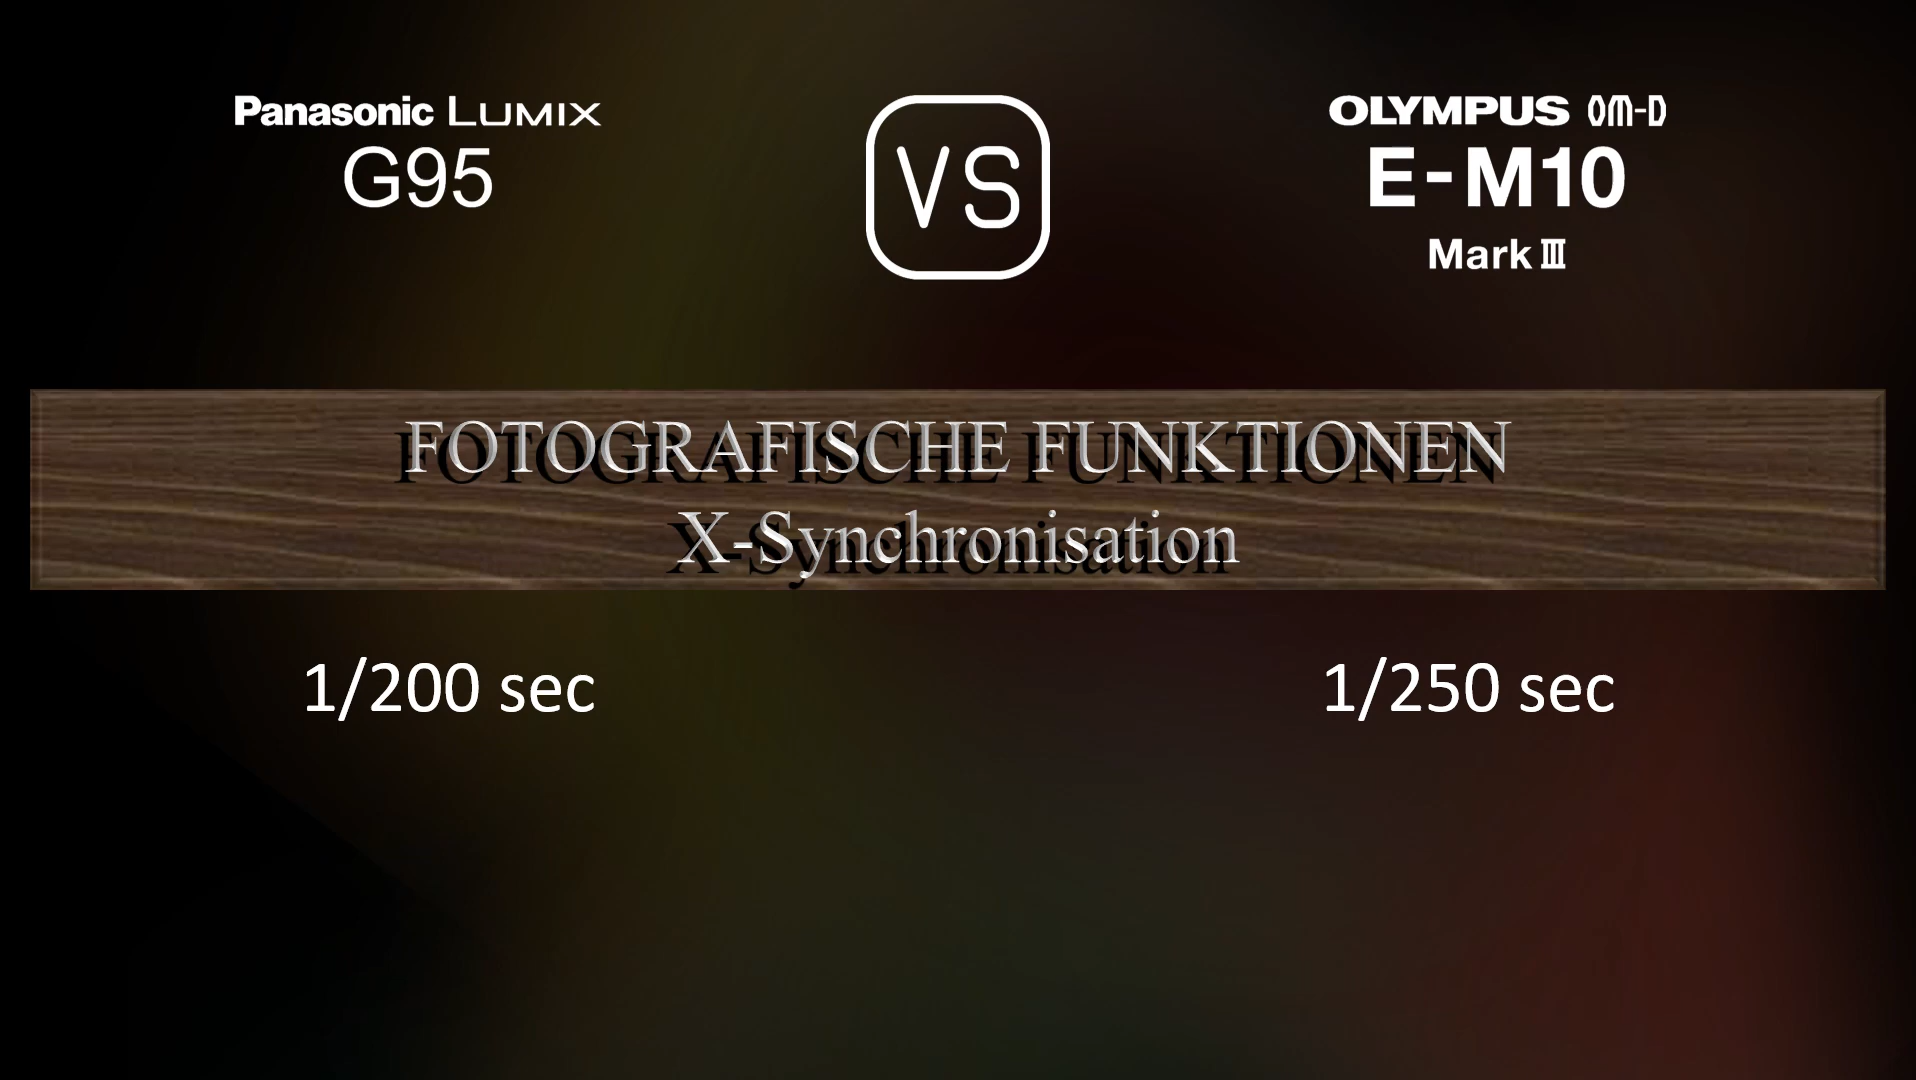 Panasonic LUMIX
G95
VS
OLYMPUS OM-D
E-M10
Mark III
FOTOGRAFISCHE FUNKTIONEN
X-Synchronisation
1/200 sec
1/250 sec